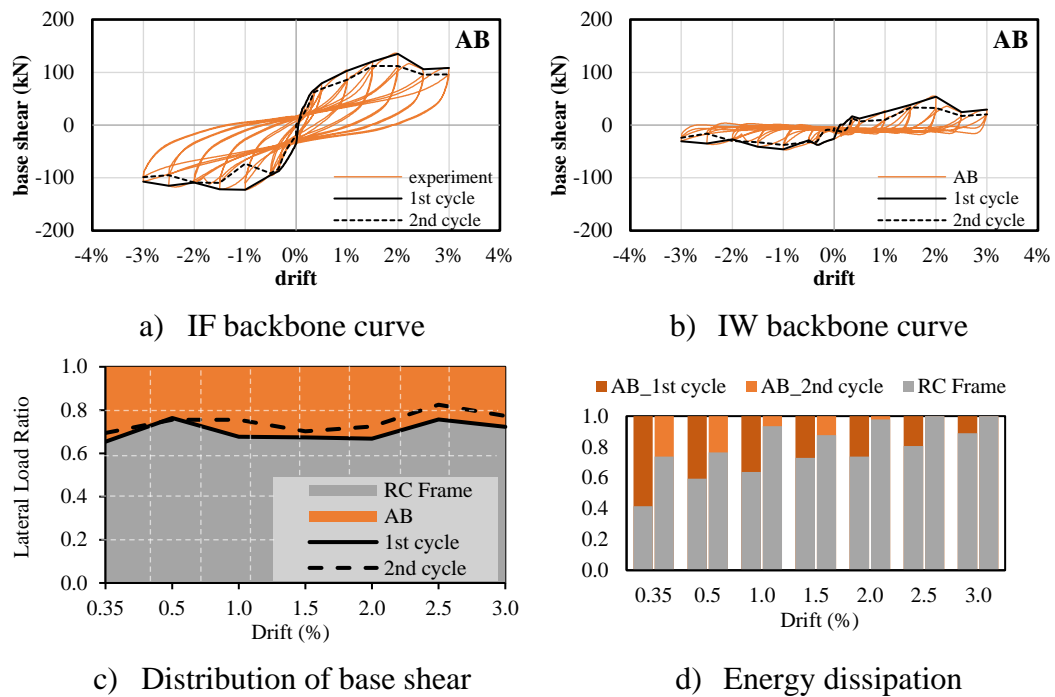 200
100
0
-100
-200
base shear (kN)
AB
experiment
1st cycle
2nd cycle
-4% -3% -2% -1% 0% 1% 2% 3% 4%
drift
a) IF backbone curve
200
100
0
-100
-200
base shear (kN)
AB
AB
1st cycle
2nd cycle
-4% -3% -2% -1% 0% 1% 2% 3% 4%
drift
b) IW backbone curve
1.0
0.8
0.6
0.4
0.2
0.0
Lateral Load Ratio
RC Frame
AB
1st cycle
2nd cycle
0.35 0.5 1.0 1.5 2.0 2.5 3.0
Drift (%)
c) Distribution of base shear
AB_1st cycle AB_2nd cycle RC Frame
1.0
0.8
0.6
0.4
0.2
0.0
0.35 0.5 1.0 1.5 2.0 2.5 3.0
Drift (%)
d) Energy dissipation